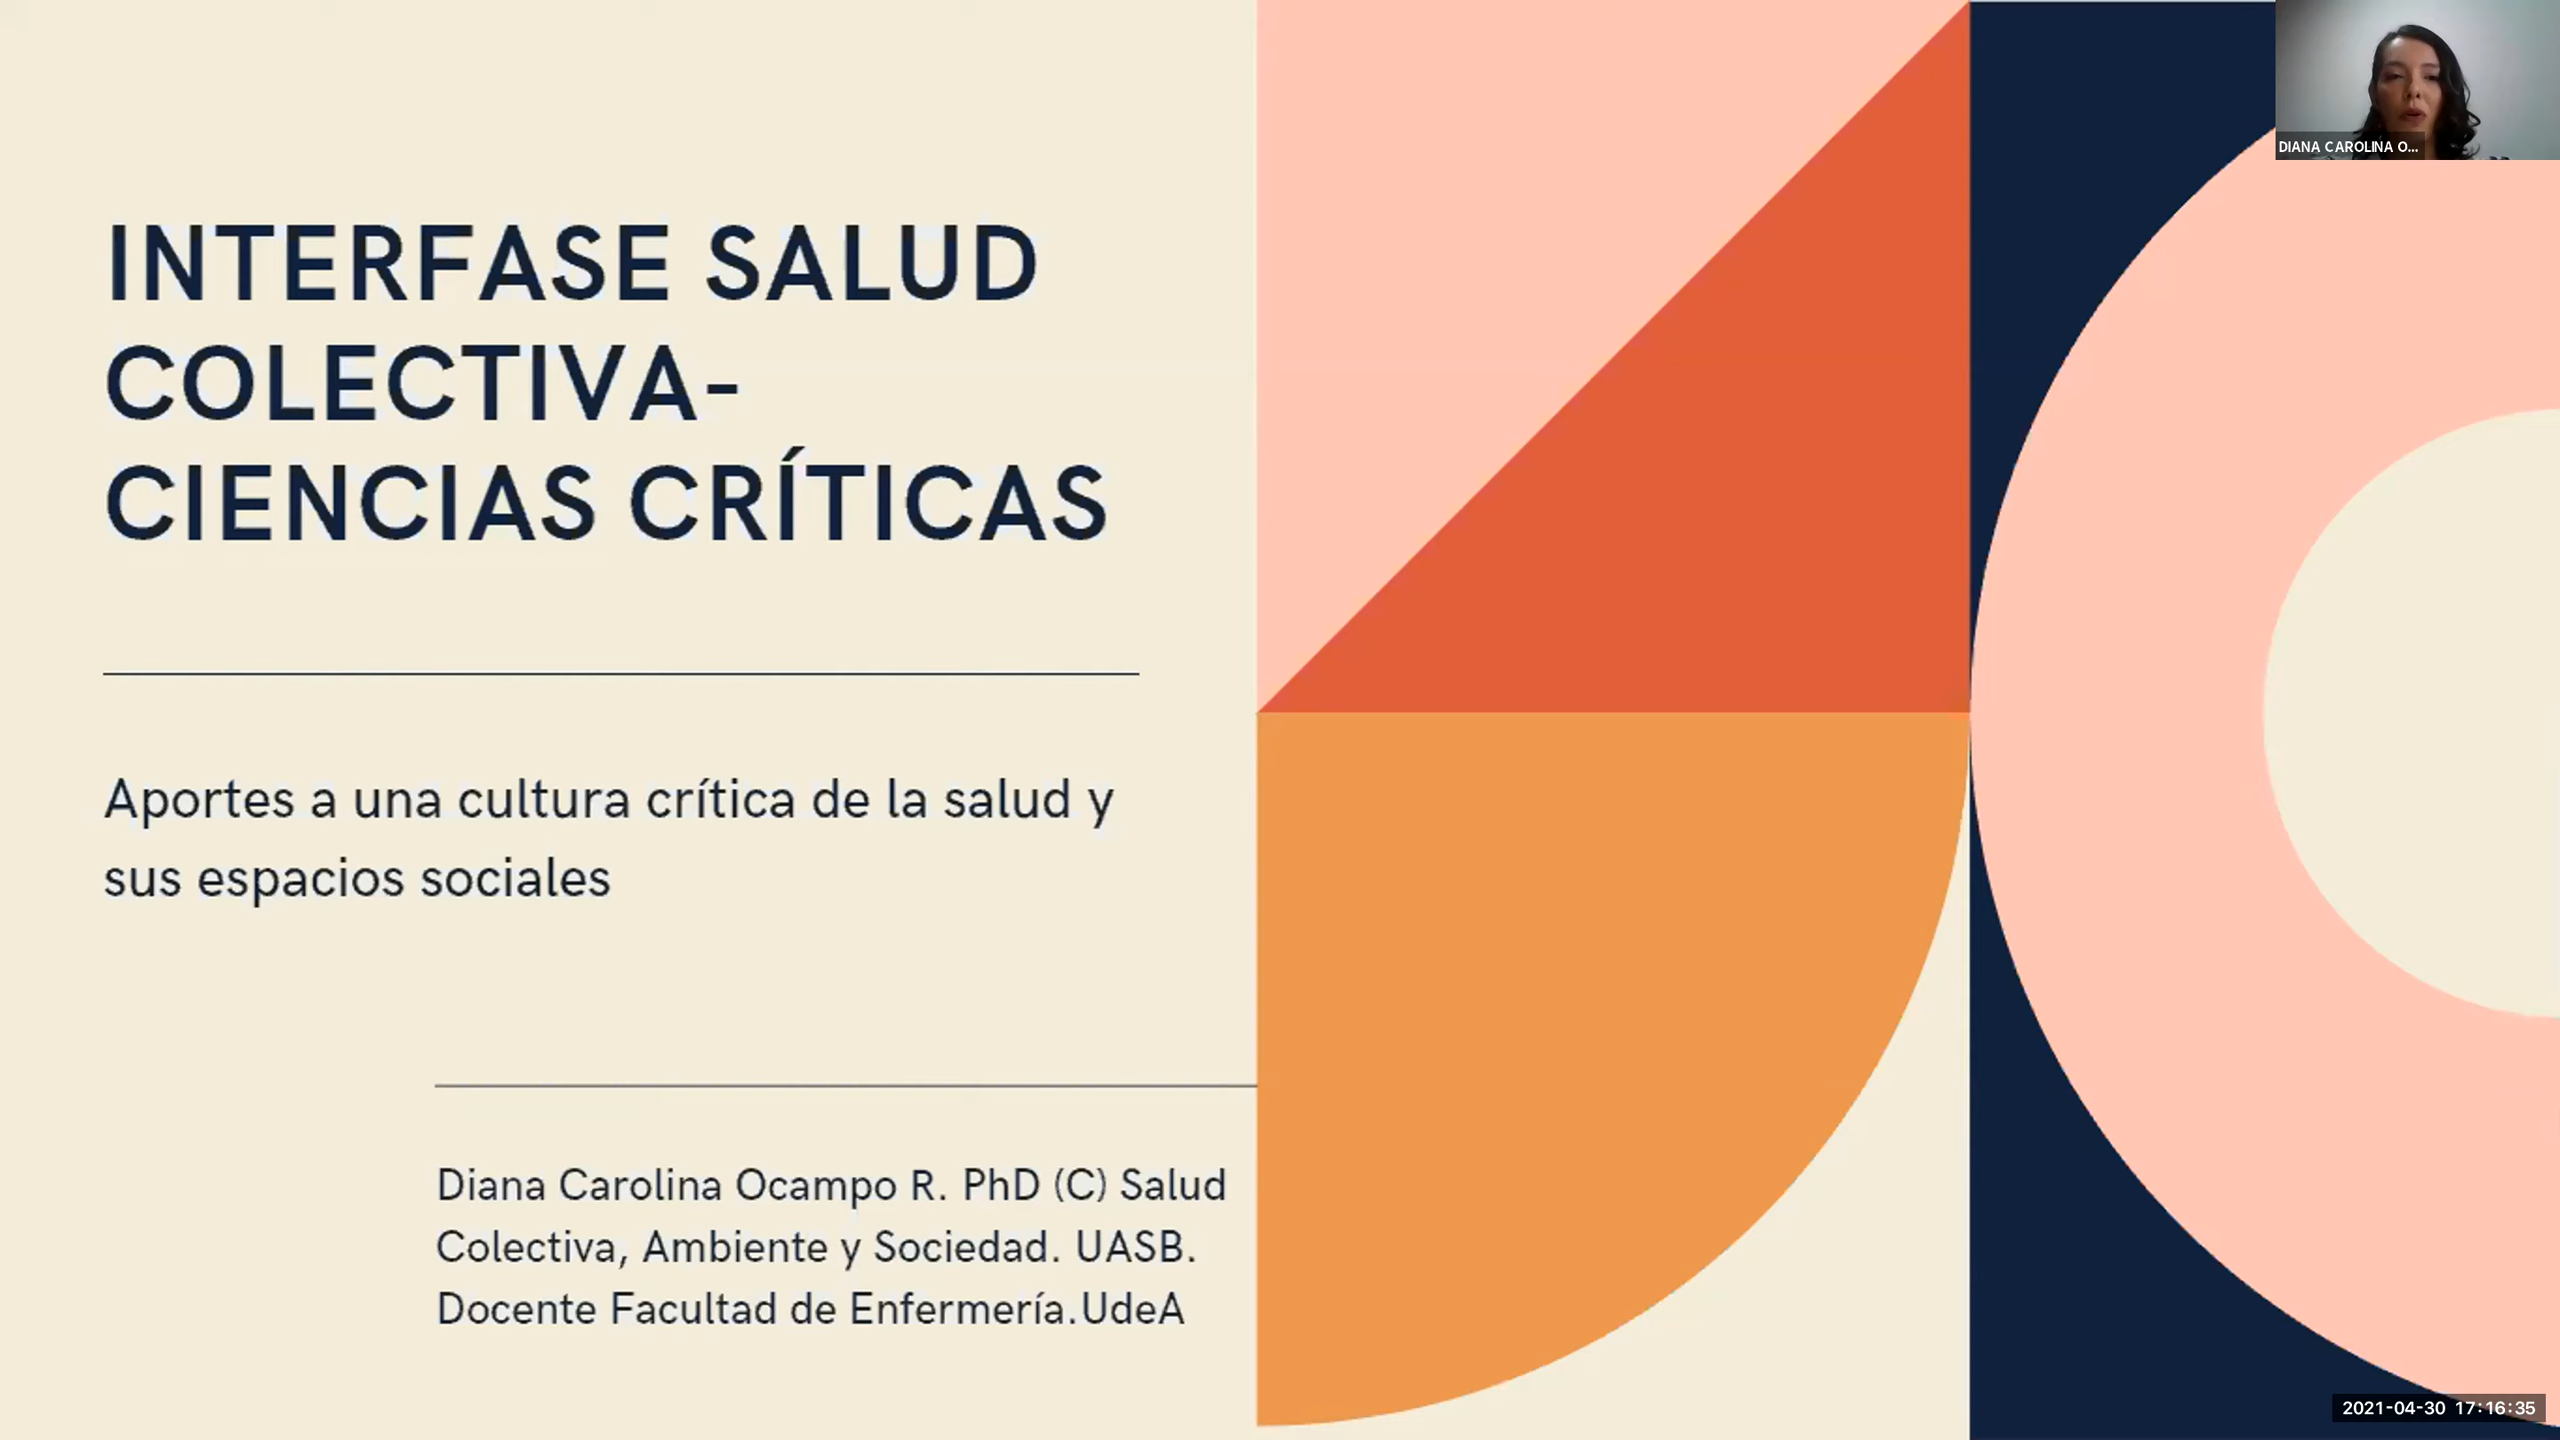 INTERFASE SALUD
COLECTIVA-
CIENCIAS CRÍTICAS
Aportes a una cultura crítica de la salud y
sus espacios sociales
Diana Carolina Ocampo R. PhD (C) Salud
Colectiva, Ambiente y Sociedad. UASB.
Docente Facultad de Enfermería.UdeA
DIANA CAROLINA O...
2021-04-30 17:16:35